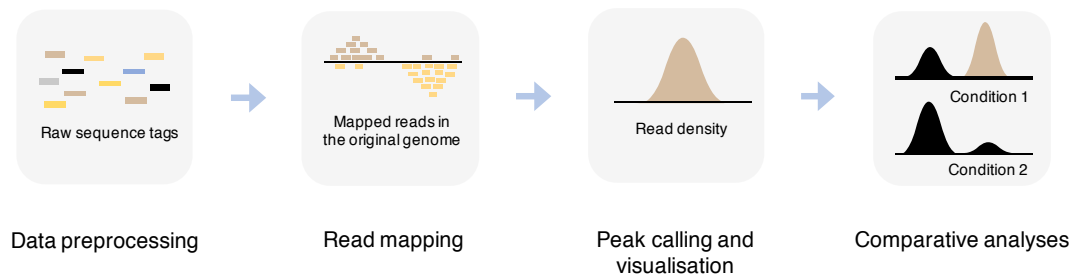 Raw sequence tags
Mapped reads in
the original genome
Read density
Condition 1
Condition 2
Data preprocessing
Read mapping
Peak calling and
visualisation
Comparative analyses